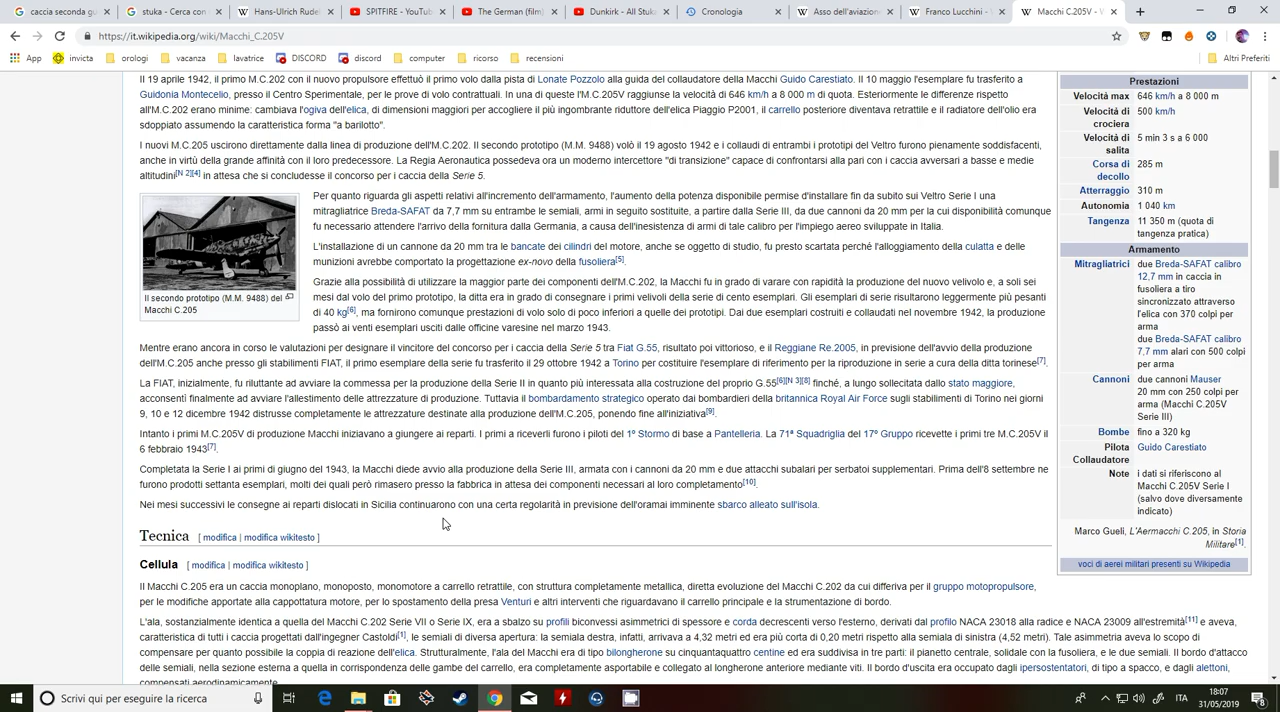 caccia seconda gu
stuka - Cerca con
Hans-Ulrich Rudel
SPITFIRE - YouTub
The German (film)
Dunkirk - All Stuka
Cronologia
Asso dell'aviazione
Franco Lucchini - W
Macchi C.205V - W
https://it.wikipedia.org/wiki/Macchi_C.205V
App invicta orologi vacanza lavatrice DISCORD discord computer ricorso recensioni Altri Preferiti
Il 19 aprile 1942, il primo M.C.202 con il nuovo propulsore effettuò il primo volo dalla pista di Lonate Pozzolo alla guida del collaudatore della Macchi Guido Carestiato. Il 10 maggio l'esemplare fu trasferito a
Guidonia Montecelio, presso il Centro Sperimentale, per le prove di volo contrattuali. In una di queste l'M.C.205V raggiunse la velocità di 646 km/h a 8 000 m di quota. Esteriormente le differenze rispetto
all'M.C.202 erano minime: cambiava l'ogiva dell'elica, di dimensioni maggiori per accogliere il più ingombrante riduttore dell'elica Piaggio P2001, il carrello posteriore diventava retrattile e il radiatore dell'olio era
sdoppiato assumendo la caratteristica forma "a barilotto".
I nuovi M.C.205 uscirono direttamente dalla linea di produzione dell'M.C.202. Il secondo prototipo (M.M. 9488) volò il 19 agosto 1942 e i collaudi di entrambi i prototipi del Veltro furono pienamente soddisfacenti,
anche in virtù della grande affinità con il loro predecessore. La Regia Aeronautica possedeva ora un moderno intercettore "di transizione" capace di confrontarsi alla pari con i caccia avversari a basse e medie
altitudini[N 2][4] in attesa che si concludesse il concorso per i caccia della Serie 5.
Per quanto riguarda gli aspetti relativi all'incremento dell'armamento, l'aumento della potenza disponibile permise d'installare fin da subito sui Veltro Serie I una
mitragliatrice Breda-SAFAT da 7,7 mm su entrambe le semiali, armi in seguito sostituite, a partire dalla Serie III, da due cannoni da 20 mm per la cui disponibilità comunque
fu necessario attendere l'arrivo della fornitura dalla Germania, a causa dell'inesistenza di armi di tale calibro per l'impiego aereo sviluppate in Italia.
L'installazione di un cannone da 20 mm tra le bancate dei cilindri del motore, anche se oggetto di studio, fu presto scartata perché l'alloggiamento della culatta e delle
munizioni avrebbe comportato la progettazione ex-novo della fusoliera[5].
Grazie alla possibilità di utilizzare la maggior parte dei componenti dell'M.C.202, la Macchi fu in grado di varare con rapidità la produzione del nuovo velivolo e, a soli sei
mesi dal volo del primo prototipo, la ditta era in grado di consegnare i primi velivoli della serie di cento esemplari. Gli esemplari di serie risultarono leggermente più pesanti
di 40 kg[6], ma fornirono comunque prestazioni di volo solo di poco inferiori a quelle dei prototipi. Dai due esemplari costruiti e collaudati nel novembre 1942, la produzione
passò ai venti esemplari usciti dalle officine varesine nel marzo 1943.
Il secondo prototipo (M.M. 9488) del
Macchi C.205
Mentre erano ancora in corso le valutazioni per designare il vincitore del concorso per i caccia della Serie 5 tra Fiat G.55, risultato poi vittorioso, e il Reggiane Re.2005, in previsione dell'avvio della produzione
dell'M.C.205 anche presso gli stabilimenti FIAT, il primo esemplare della serie fu trasferito il 29 ottobre 1942 a Torino per costituire l'esemplare di riferimento per la riproduzione in serie a cura della ditta torinese[7].
La FIAT, inizialmente, fu riluttante ad avviare la commessa per la produzione della Serie II in quanto più interessata alla costruzione del proprio G.55[6][N 3][8] finché, a lungo sollecitata dallo stato maggiore,
acconsentì finalmente ad avviare l'allestimento delle attrezzature di produzione. Tuttavia il bombardamento strategico operato dai bombardieri della britannica Royal Air Force sugli stabilimenti di Torino nei giorni
9, 10 e 12 dicembre 1942 distrusse completamente le attrezzature destinate alla produzione dell'M.C.205, ponendo fine all'iniziativa[9].
Intanto i primi M.C.205V di produzione Macchi iniziavano a giungere ai reparti. I primi a riceverli furono i piloti del 1º Stormo di base a Pantelleria. La 71ª Squadriglia del 17º Gruppo ricevette i primi tre M.C.205V il
6 febbraio 1943[7].
Completata la Serie I ai primi di giugno del 1943, la Macchi diede avvio alla produzione della Serie III, armata con i cannoni da 20 mm e due attacchi subalari per serbatoi supplementari. Prima dell'8 settembre ne
furono prodotti settanta esemplari, molti dei quali però rimasero presso la fabbrica in attesa dei componenti necessari al loro completamento[10].
Nei mesi successivi le consegne ai reparti dislocati in Sicilia continuarono con una certa regolarità in previsione dell'oramai imminente sbarco alleato sull'isola.
Tecnica [ modifica | modifica wikitesto ]
Cellula [ modifica | modifica wikitesto ]
Il Macchi C.205 era un caccia monoplano, monoposto, monomotore a carrello retrattile, con struttura completamente metallica, diretta evoluzione del Macchi C.202 da cui differiva per il gruppo motopropulsore,
per le modifiche apportate alla cappottatura motore, per lo spostamento della presa Venturi e altri interventi che riguardavano il carrello principale e la strumentazione di bordo.
L'ala, sostanzialmente identica a quella del Macchi C.202 Serie VII o Serie IX, era a sbalzo su profili biconvessi asimmetrici di spessore e corda decrescenti verso l'esterno, derivati dal profilo NACA 23018 alla radice e NACA 23009 all'estremità[11] e aveva,
caratteristica di tutti i caccia progettati dall'ingegner Castoldi[1], le semiali di diversa apertura: la semiala destra, infatti, arrivava a 4,32 metri ed era più corta di 0,20 metri rispetto alla semiala di sinistra (4,52 metri). Tale asimmetria aveva lo scopo di
compensare per quanto possibile la coppia di reazione dell'elica. Strutturalmente, l'ala del Macchi era di tipo bilongherone su cinquantaquattro centine ed era suddivisa in tre parti: il pianetto centrale, solidale con la fusoliera, e le due semiali. Il bordo d'attacco
delle semiali, nella sezione esterna a quella in corrispondenza delle gambe del carrello, era completamente asportabile e collegato al longherone anteriore mediante viti. Il bordo d'uscita era occupato dagli ipersostentatori, di tipo a spacco, e dagli alettoni,
compensati aerodinamicamente.
Prestazioni
Velocità max 646 km/h a 8 000 m
Velocità di crociera 500 km/h
Velocità di salita 5 min 3 s a 6 000
Corsa di decollo 285 m
Atterraggio 310 m
Autonomia 1 040 km
Tangenza 11 350 m (quota di
tangenza pratica)
Armamento
Mitragliatrici due Breda-SAFAT calibro
12,7 mm in caccia in
fusoliera a tiro
sincronizzato attraverso
l'elica con 370 colpi per
arma
due Breda-SAFAT calibro
7,7 mm alari con 500 colpi
per arma
Cannoni due cannoni Mauser
20 mm con 250 colpi per
arma (Macchi C.205V
Serie III)
Bombe fino a 320 kg
Pilota Collaudatore Guido Carestiato
Note i dati si riferiscono al
Macchi M.C.205V Serie I
(salvo dove diversamente
indicato)
Marco Gueli, L'Aermacchi C.205, in Storia
Militare[1].
voci di aerei militari presenti su Wikipedia
Scrivi qui per eseguire la ricerca
ITA
18:07
31/05/2019
8